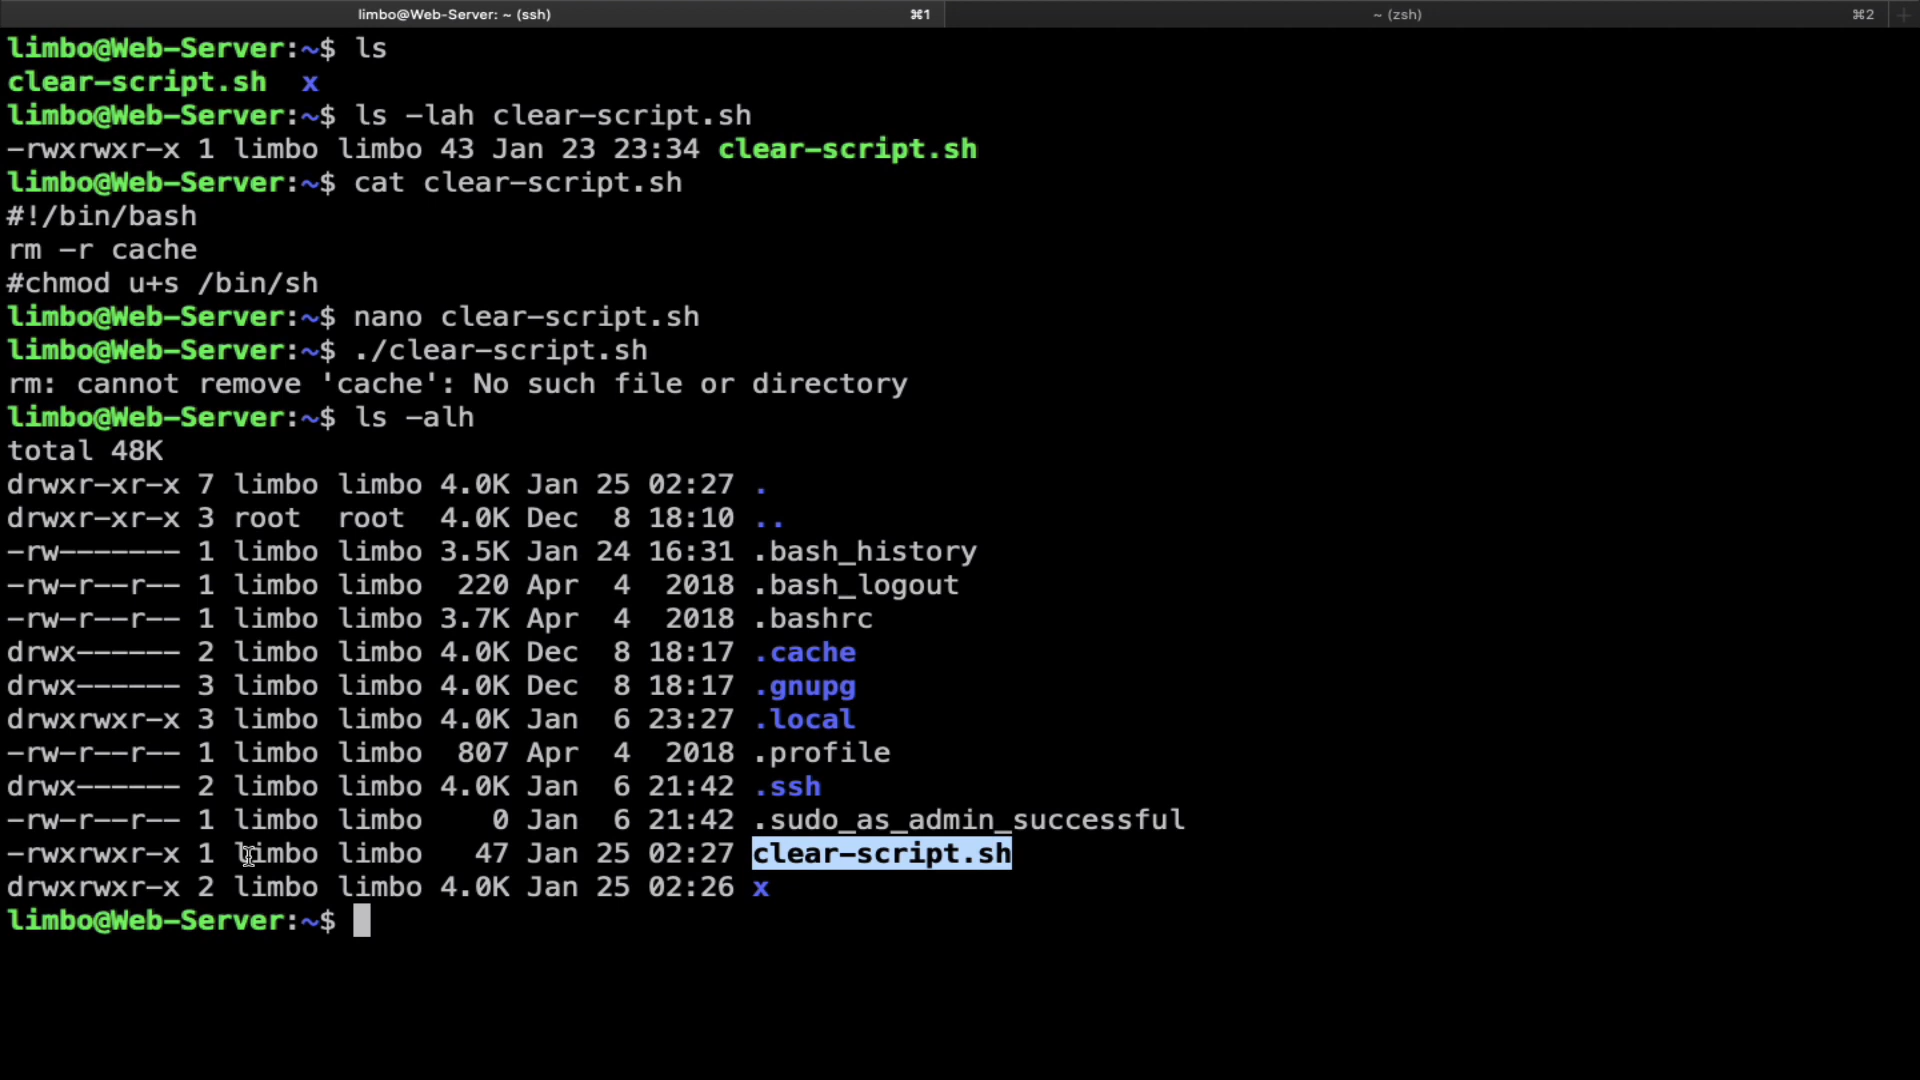 limbo@Web-Server: ~ (ssh) ⌘1 ~ (zsh) ⌘2 +
limbo@Web-Server:~$ ls
clear-script.sh  x
limbo@Web-Server:~$ ls -lah clear-script.sh
-rwxrwxr-x 1 limbo limbo 43 Jan 23 23:34 clear-script.sh
limbo@Web-Server:~$ cat clear-script.sh
#!/bin/bash
rm -r cache
#chmod u+s /bin/sh
limbo@Web-Server:~$ nano clear-script.sh
limbo@Web-Server:~$ ./clear-script.sh
rm: cannot remove 'cache': No such file or directory
limbo@Web-Server:~$ ls -alh
total 48K
drwxr-xr-x 7 limbo limbo 4.0K Jan 25 02:27 .
drwxr-xr-x 3 root  root  4.0K Dec  8 18:10 ..
-rw------- 1 limbo limbo 3.5K Jan 24 16:31 .bash_history
-rw-r--r-- 1 limbo limbo  220 Apr  4  2018 .bash_logout
-rw-r--r-- 1 limbo limbo 3.7K Apr  4  2018 .bashrc
drwx------ 2 limbo limbo 4.0K Dec  8 18:17 .cache
drwx------ 3 limbo limbo 4.0K Dec  8 18:17 .gnupg
drwxrwxr-x 3 limbo limbo 4.0K Jan  6 23:27 .local
-rw-r--r-- 1 limbo limbo  807 Apr  4  2018 .profile
drwx------ 2 limbo limbo 4.0K Jan  6 21:42 .ssh
-rw-r--r-- 1 limbo limbo    0 Jan  6 21:42 .sudo_as_admin_successful
-rwxrwxr-x 1 limbo limbo   47 Jan 25 02:27 clear-script.sh
drwxrwxr-x 2 limbo limbo 4.0K Jan 25 02:26 x
limbo@Web-Server:~$